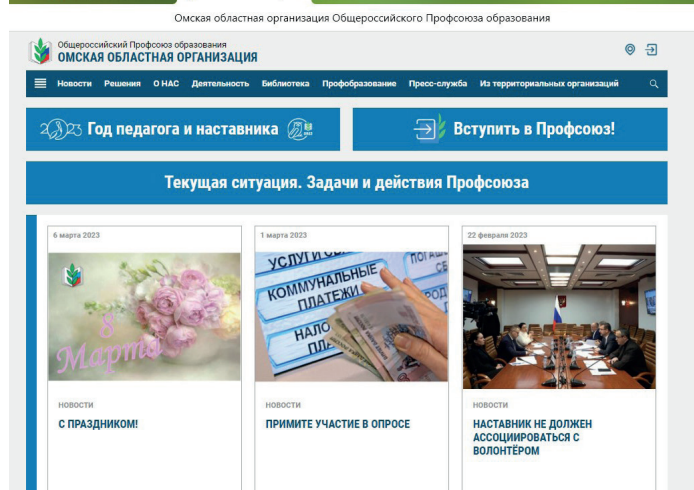 Омская областная организация Общероссийского Профсоюза образования
Общероссийский Профсоюз образования
ОМСКАЯ ОБЛАСТНАЯ ОРГАНИЗАЦИЯ
Новости Решения О НАС Деятельность Библиотека Профобразование Пресс-служба Из территориальных организаций
2023 Год педагога и наставника
Вступить в Профсоюз!
Текущая ситуация. Задачи и действия Профсоюза
6 марта 2023
8
Марта
НОВОСТИ
С ПРАЗДНИКОМ!
1 марта 2023
УСЛУГИ
КОММУНАЛЬНЫЕ
ПЛАТЕЖИ
НОВОСТИ
ПРИМИТЕ УЧАСТИЕ В ОПРОСЕ
22 февраля 2023
НОВОСТИ
НАСТАВНИК НЕ ДОЛЖЕН
АССОЦИИРОВАТЬСЯ С
ВОЛОНТЁРОМ